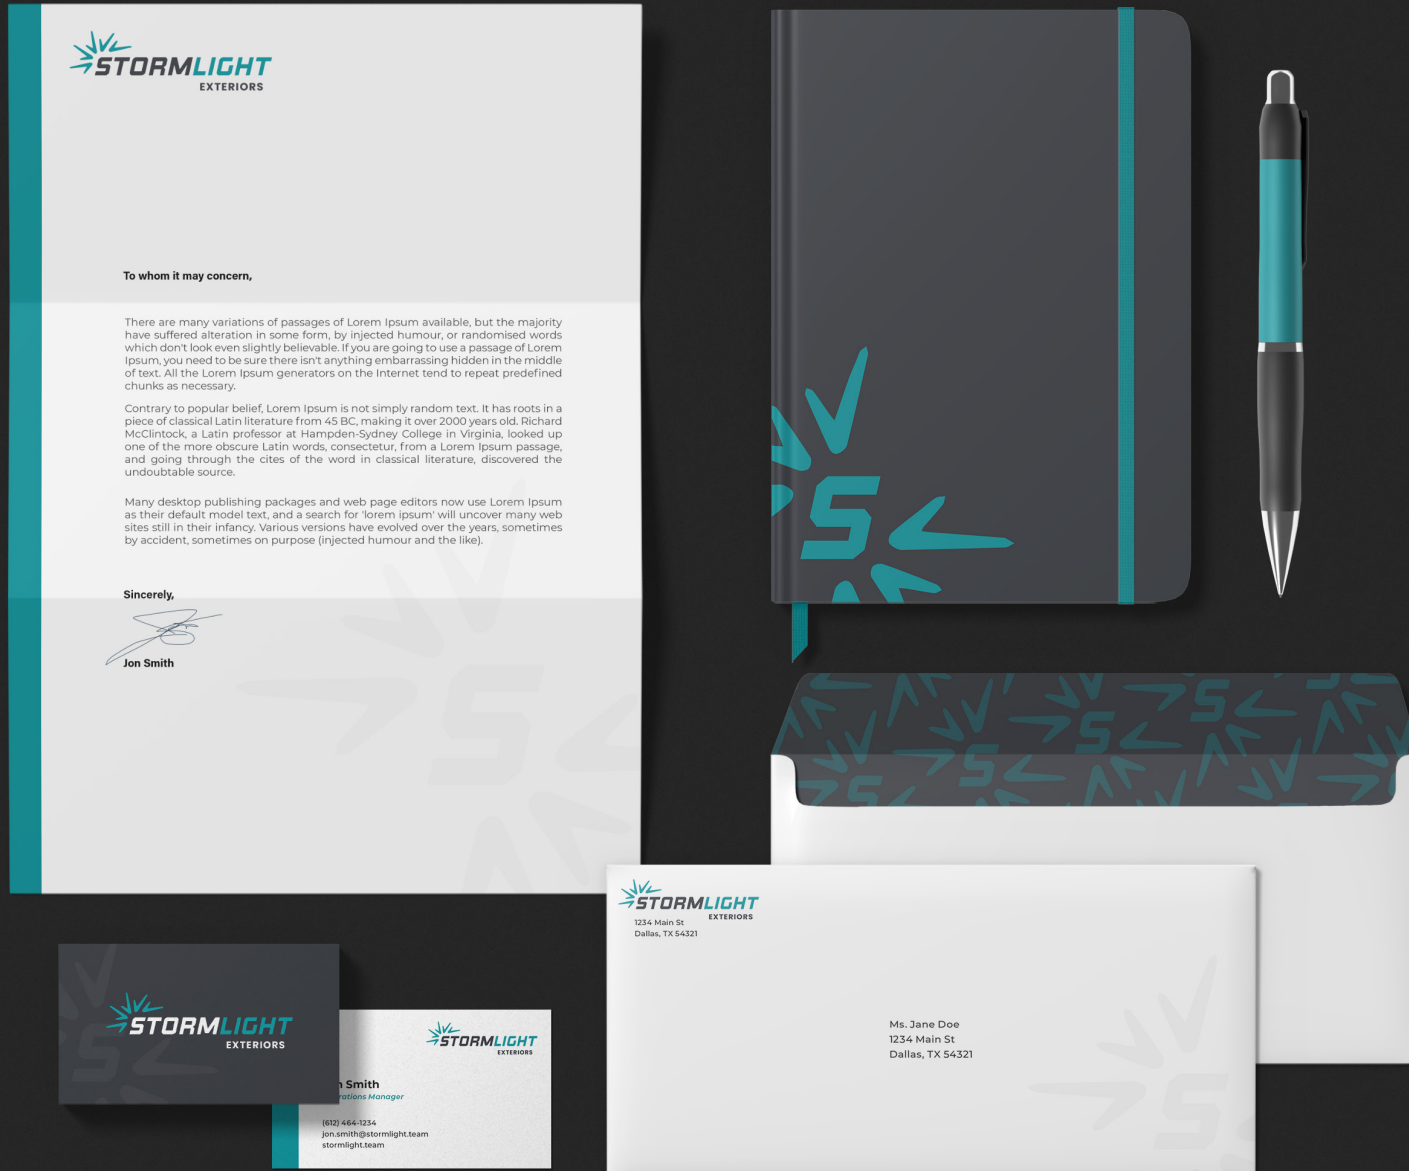 STORMLIGHT
EXTERIORS
To whom it may concern,
There are many variations of passages of Lorem Ipsum available, but the majority
have suffered alteration in some form, by injected humour, or randomised words
which don't look even slightly believable. If you are going to use a passage of Lorem
Ipsum, you need to be sure there isn't anything embarrassing hidden in the middle
of text. All the Lorem Ipsum generators on the Internet tend to repeat predefined
chunks as necessary.
Contrary to popular belief, Lorem Ipsum is not simply random text. It has roots in a
piece of classical Latin literature from 45 BC, making it over 2000 years old. Richard
McClintock, a Latin professor at Hampden-Sydney College in Virginia, looked up
one of the more obscure Latin words, consectetur, from a Lorem Ipsum passage,
and going through the cites of the word in classical literature, discovered the
undoubtable source.
Many desktop publishing packages and web page editors now use Lorem Ipsum
as their default model text, and a search for 'lorem ipsum' will uncover many web
sites still in their infancy. Various versions have evolved over the years, sometimes
by accident, sometimes on purpose (injected humour and the like).
Sincerely,
Jon Smith
S
S
S
S
S
S
STORMLIGHT
EXTERIORS
1234 Main St
Dallas, TX 54321
Ms. Jane Doe
1234 Main St
Dallas, TX 54321
S
STORMLIGHT
EXTERIORS
S
STORMLIGHT
EXTERIORS
n Smith
rations Manager
(612) 464-1234
jon.smith@stormlight.team
stormlight.team